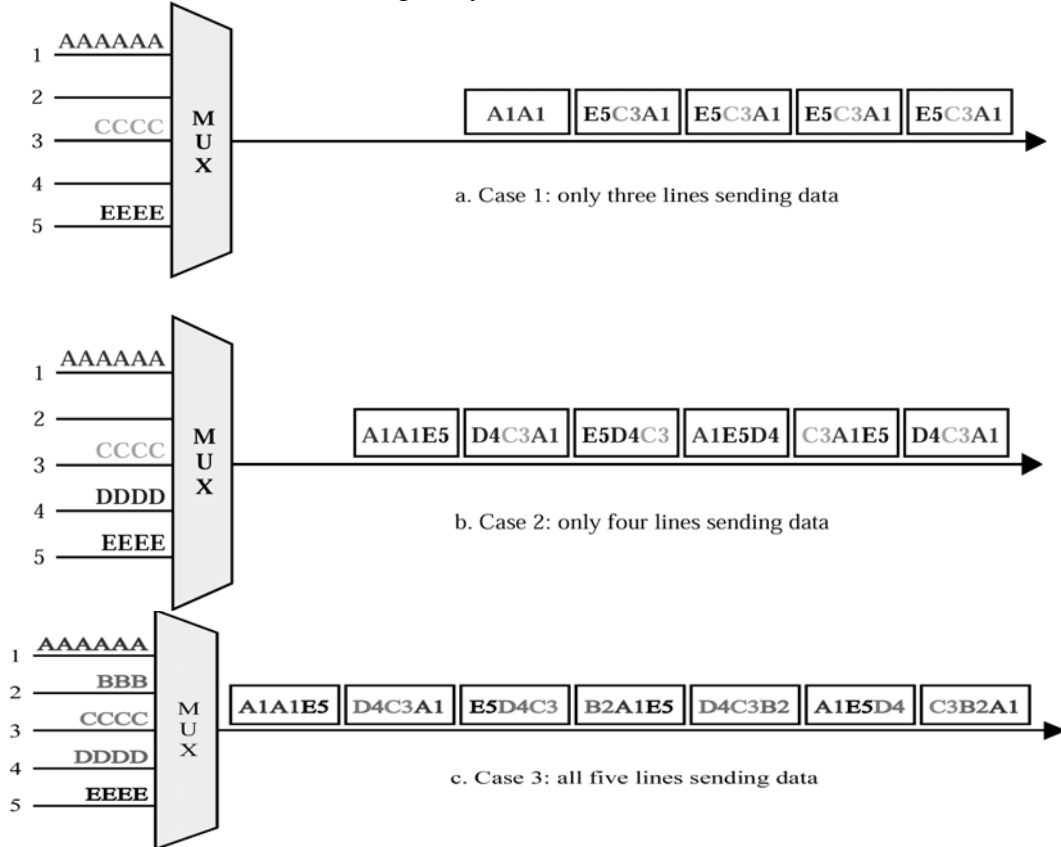 AAAAAA
1
2
CCCC
3
4
EEEE
5
MUX
A1A1 E5C3A1 E5C3A1 E5C3A1 E5C3A1
a. Case 1: only three lines sending data
AAAAAA
1
2
CCCC
3
DDDD
4
EEEE
5
MUX
A1A1E5 D4C3A1 E5D4C3 A1E5D4 C3A1E5 D4C3A1
b. Case 2: only four lines sending data
AAAAAA
1
BBB
2
CCCC
3
DDDD
4
EEEE
5
MUX
A1A1E5 D4C3A1 E5D4C3 B2A1E5 D4C3B2 A1E5D4 C3B2A1
c. Case 3: all five lines sending data